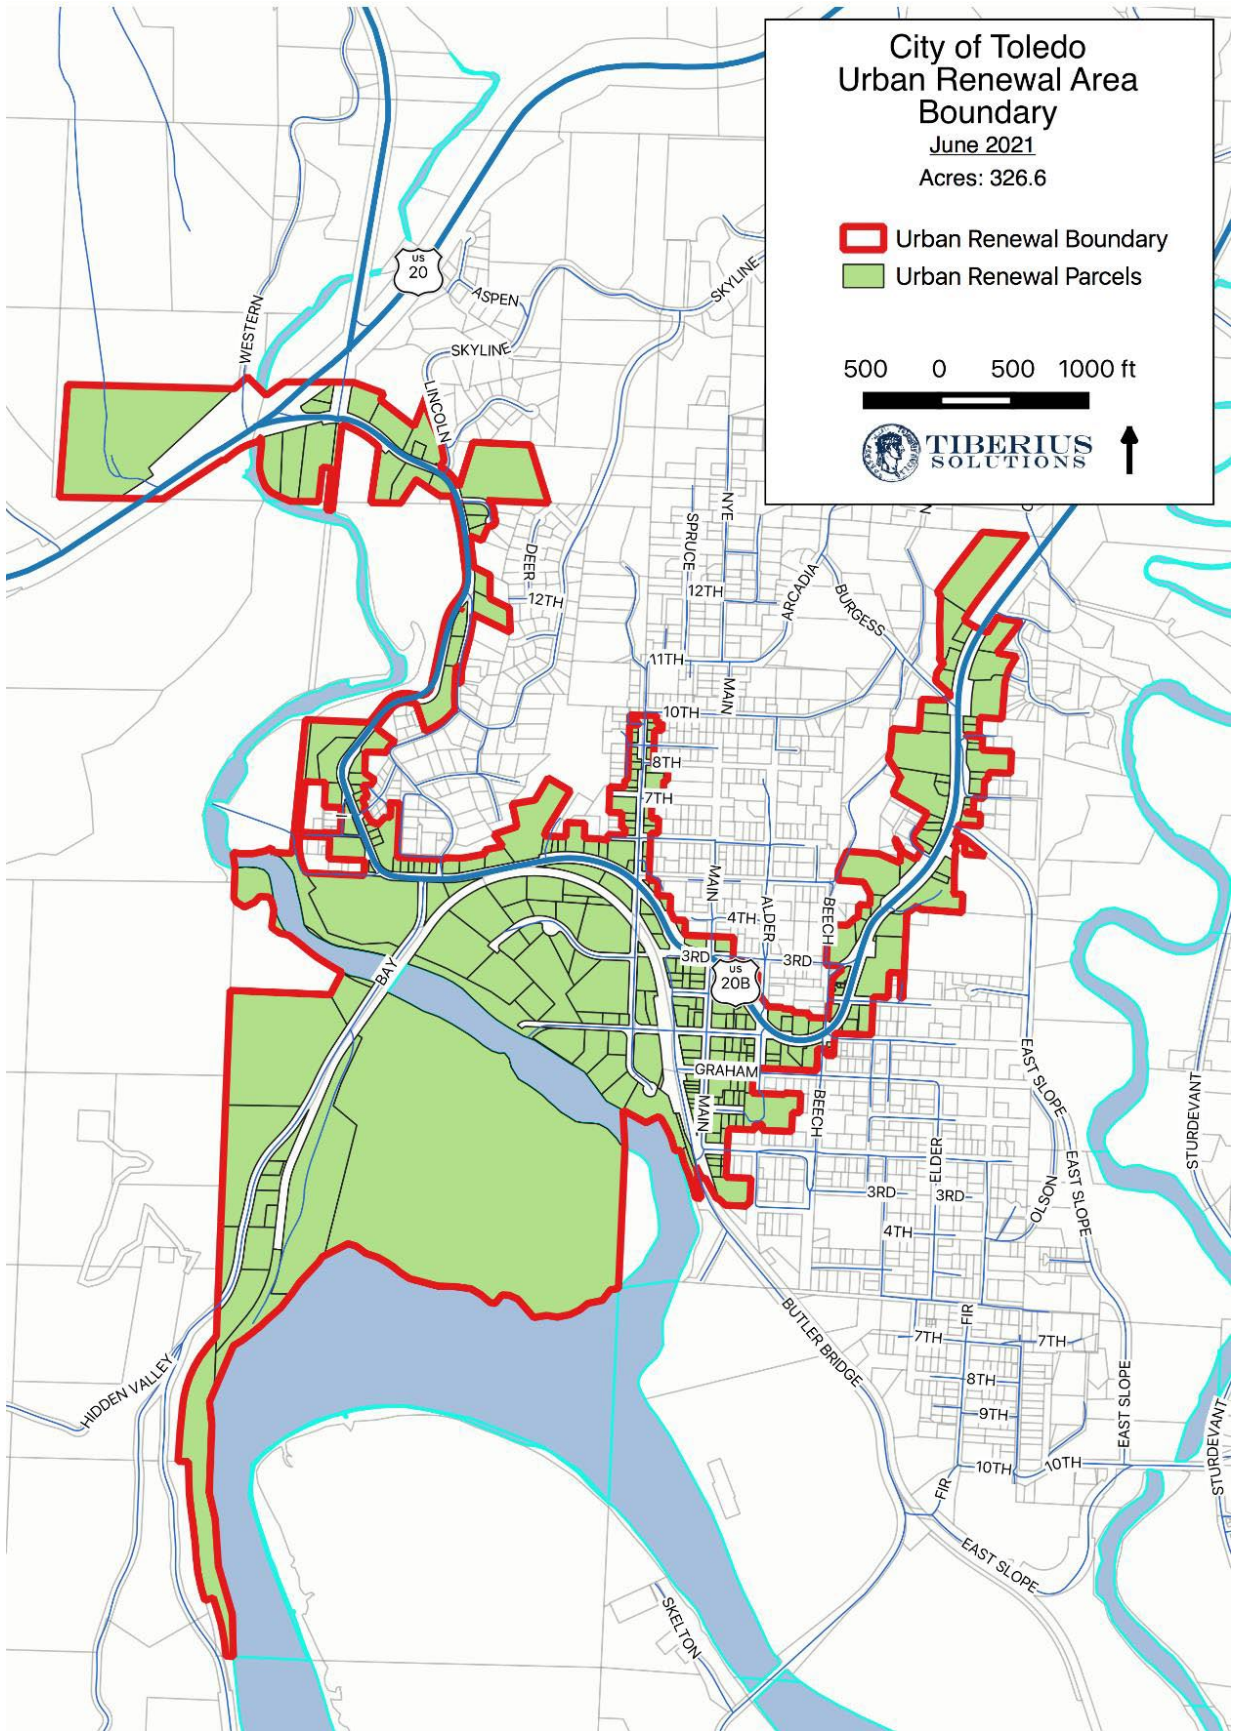 City of Toledo
Urban Renewal Area
Boundary
June 2021
Acres: 326.6
Urban Renewal Boundary
Urban Renewal Parcels
500 0 500 1000 ft
TIBERIUS
SOLUTIONS
US
20
ASPEN
SKYLINE
SKYLINE
WESTERN
LINCOLN
NYE
SPRUCE
DEER
12TH
12TH
ARCADIA
BURGESS
11TH
MAIN
10TH
8TH
7TH
MAIN
ALDER
BEECH
4TH
3RD
3RD
US
20B
BAY
GRAHAM
MAIN
BEECH
EAST SLOPE
EAST SLOPE
STURDEVANT
ELDER
3RD
3RD
OLSON
4TH
BUTLER BRIDGE
FIR
7TH
7TH
HIDDEN VALLEY
8TH
9TH
EAST SLOPE
STURDEVANT
10TH
10TH
FIR
EAST SLOPE
SKELTON